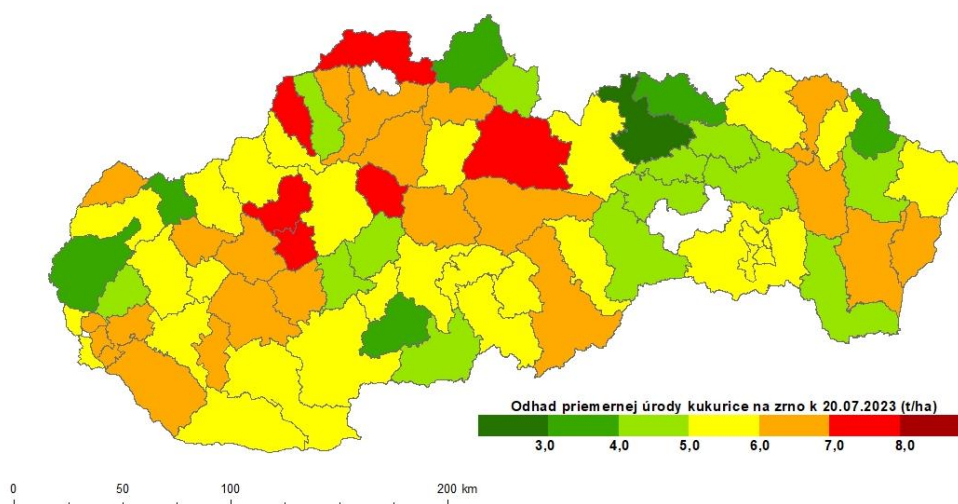 Odhad priemernej úrody kukurice na zrno k 20.07.2023 (t/ha)
3,0 4,0 5,0 6,0 7,0 8,0
0 50 100 200 km